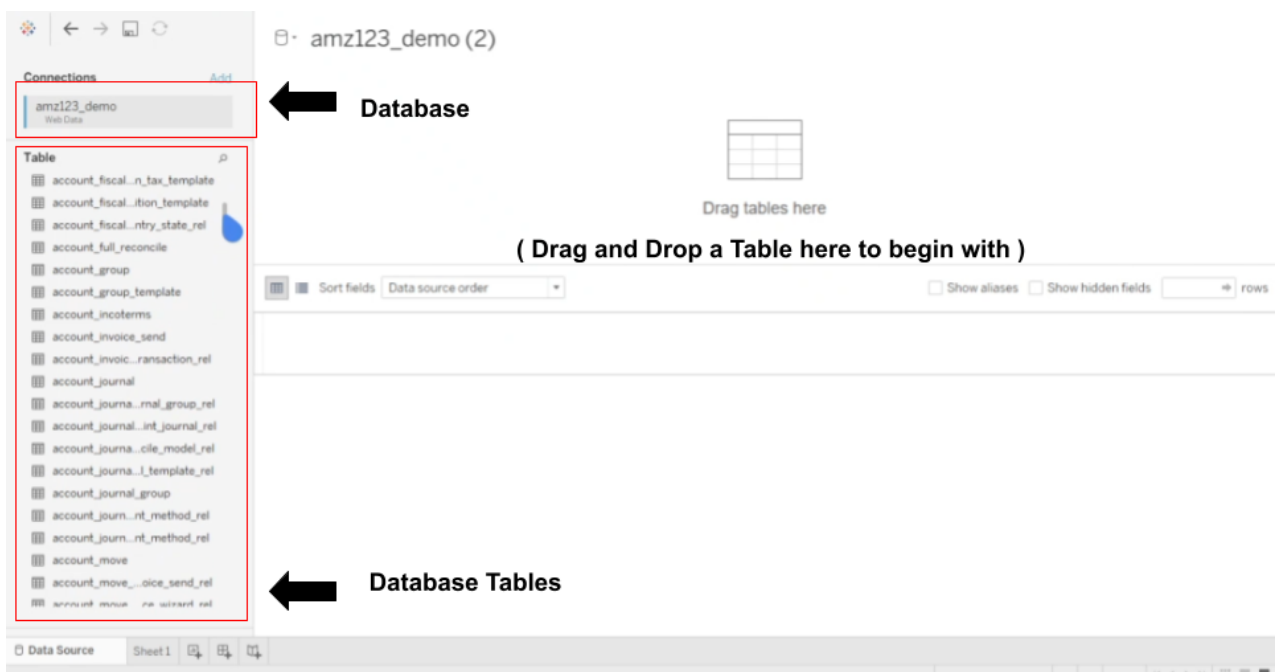 amz123_demo (2)
Connections Add
amz123_demo
Web Data
Database
Table
account_fiscal...n_tax_template
account_fiscal...ition_template
account_fiscal...ntry_state_rel
account_full_reconcile
account_group
account_group_template
account_incoterms
account_invoice_send
account_invoic...ransaction_rel
account_journal
account_journa...rnal_group_rel
account_journal...int_journal_rel
account_journa...cile_model_rel
account_journa...l_template_rel
account_journal_group
account_journ...nt_method_rel
account_journ...nt_method_rel
account_move
account_move_...oice_send_rel
account_move...ce_wizard_rel
Drag tables here
( Drag and Drop a Table here to begin with )
Sort fields Data source order Show aliases Show hidden fields rows
Database Tables
Data Source Sheet 1